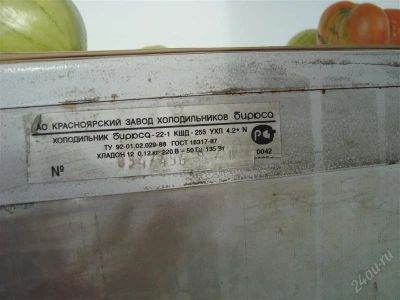 АО КРАСНОЯРСКИЙ ЗАВОД ХОЛОДИЛЬНИКОВ бирюса
ХОЛОДИЛЬНИК бирюса-22-1 КШД-255 УХЛ 4.2* N
ТУ 92-01.02.029-88 ГОСТ 16317-87
ХЛАДОН 12 0,12 кг 220 В ~ 50 Гц 135 Вт
0042
№
24au.ru